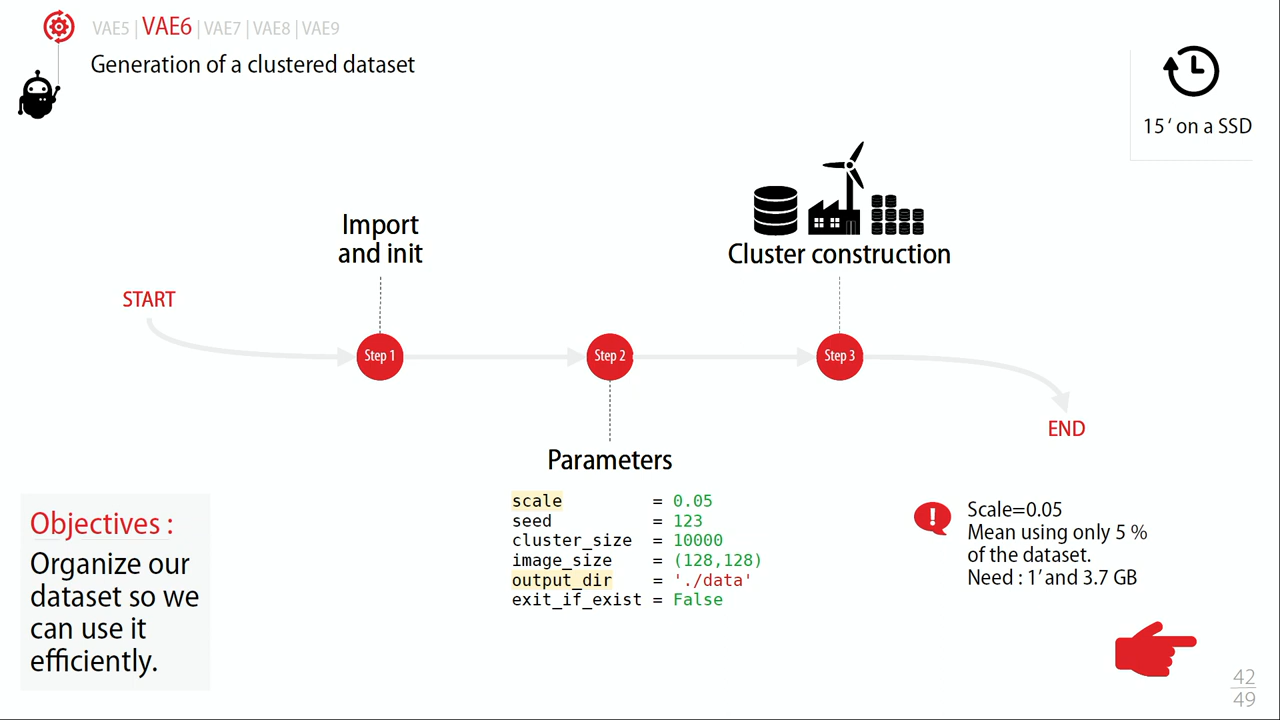 VAE5 | VAE6 | VAE7 | VAE8 | VAE9
Generation of a clustered dataset
15‘ on a SSD
Import
and init
Cluster construction
START
Step 1
Step 2
Step 3
END
Parameters
scale = 0.05
seed = 123
cluster_size = 10000
image_size = (128,128)
output_dir = './data'
exit_if_exist = False
Objectives :
Organize our
dataset so we
can use it
efficiently.
!
Scale=0.05
Mean using only 5 %
of the dataset.
Need : 1’ and 3.7 GB
42
49